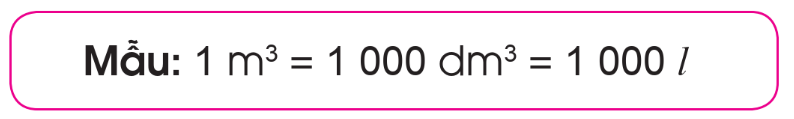 Mẫu: 1 m³ = 1 000 dm³ = 1 000 l